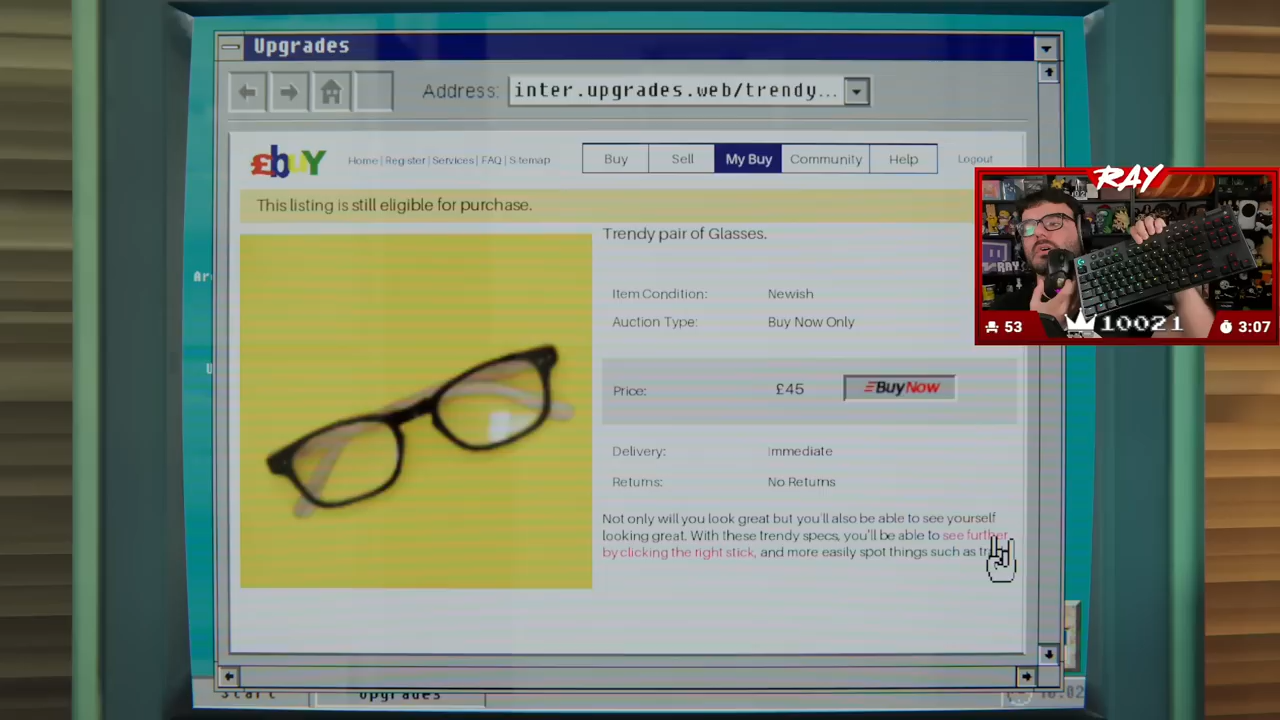 Upgrades
Address: inter.upgrades.web/trendy...
£buY
Home | Register | Services | FAQ | Sitemap
Buy
Sell
My Buy
Community
Help
Logout
This listing is still eligible for purchase.
Trendy pair of Glasses.
Item Condition: Newish
Auction Type: Buy Now Only
Price: £45 BuyNow
Delivery: Immediate
Returns: No Returns
Not only will you look great but you'll also be able to see yourself
looking great. With these trendy specs, you'll be able to see further
by clicking the right stick, and more easily spot things such as
RAY
53
10021
3:07
Start
Upgrades